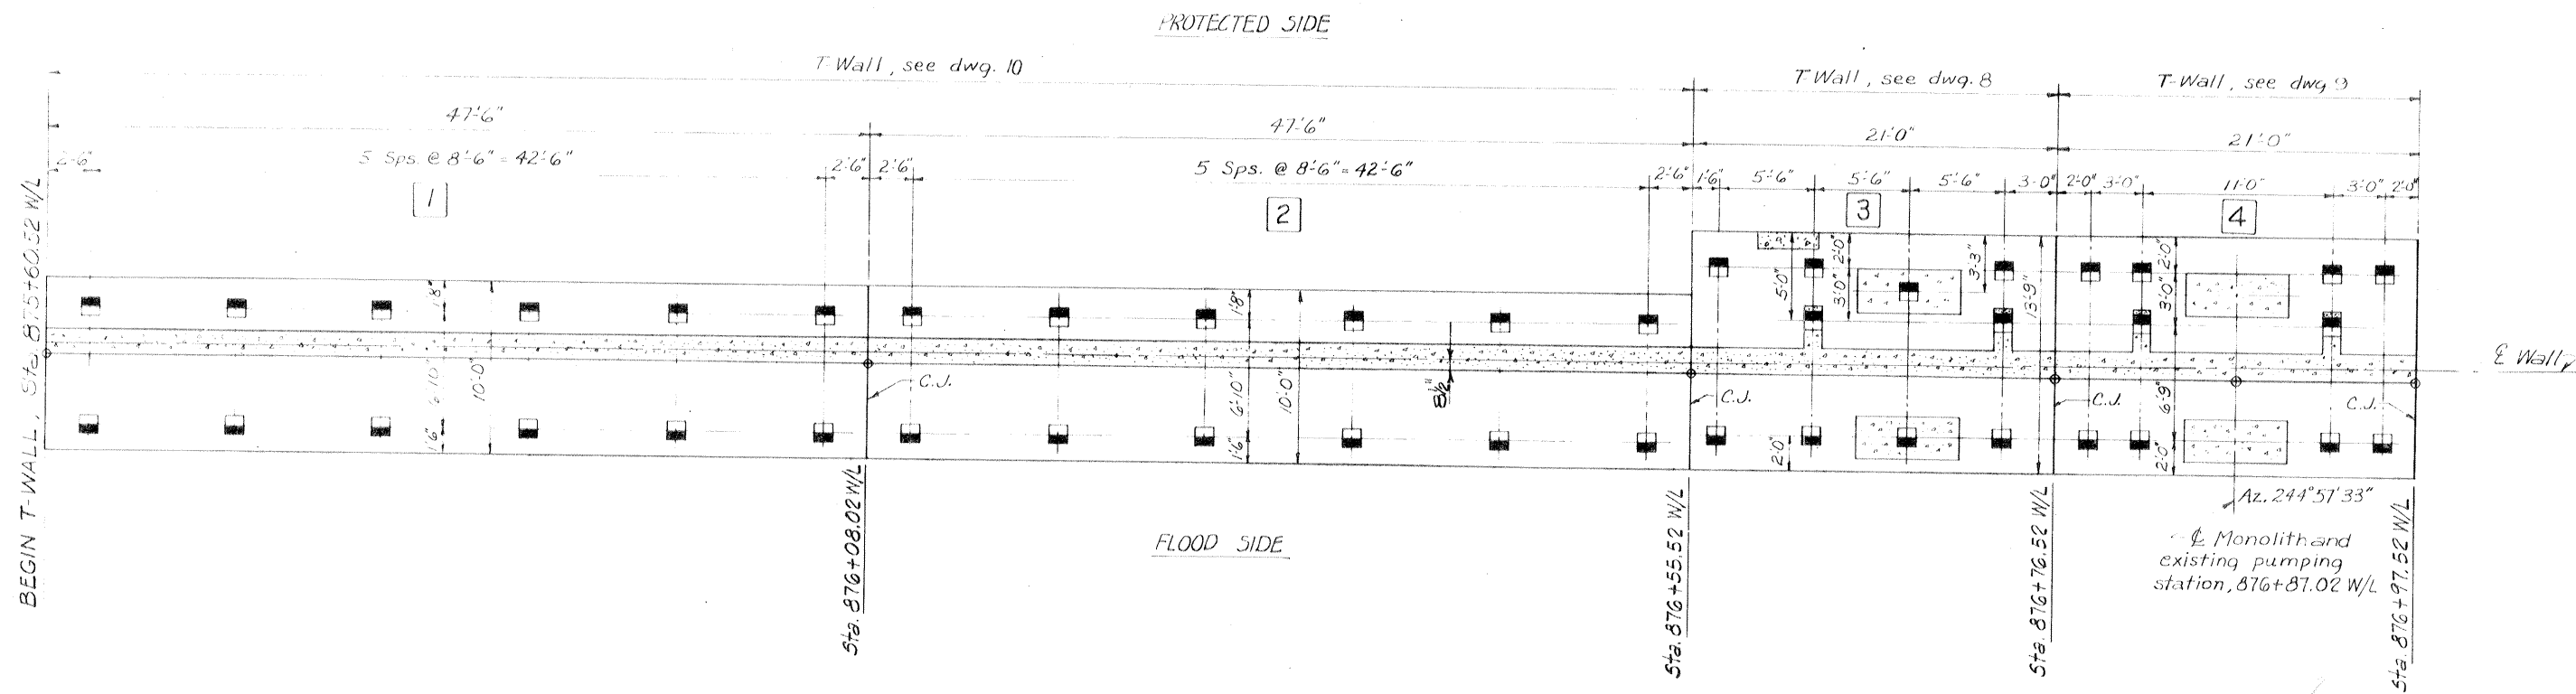 PROTECTED SIDE
T-Wall, see dwg. 10
T-Wall, see dwg. 8
T-Wall, see dwg 9
47'-6"
47'-6"
21'-0"
21'-0"
2'-6"
5 Sps. @ 8'-6" = 42'-6"
2'-6"
2'-6"
5 Sps. @ 8'-6" = 42'-6"
2'-6"
1'-6"
5'-6"
5'-6"
5'-6"
3'-0"
2'-0"
3'-0"
11'-0"
3'-0"
2'-0"
1
2
3
4
BEGIN T-WALL, Sta. 875+60.52 W/L
1'-8"
6'-10"
10'-0"
1'-6"
1'-8"
6'-10"
10'-0"
1'-6"
8½"
5'-0"
2'-0"
3'-0"
3'-3"
13'-9"
2'-0"
2'-0"
3'-0"
6'-9"
2'-0"
C.J.
C.J.
C.J.
C.J.
℄ Wall
Az. 244°57'33"
℄ Monolith and
existing pumping
station, 876+87.02 W/L
FLOOD SIDE
Sta. 876+08.02 W/L
Sta. 876+55.52 W/L
Sta. 876+76.52 W/L
Sta. 876+97.52 W/L